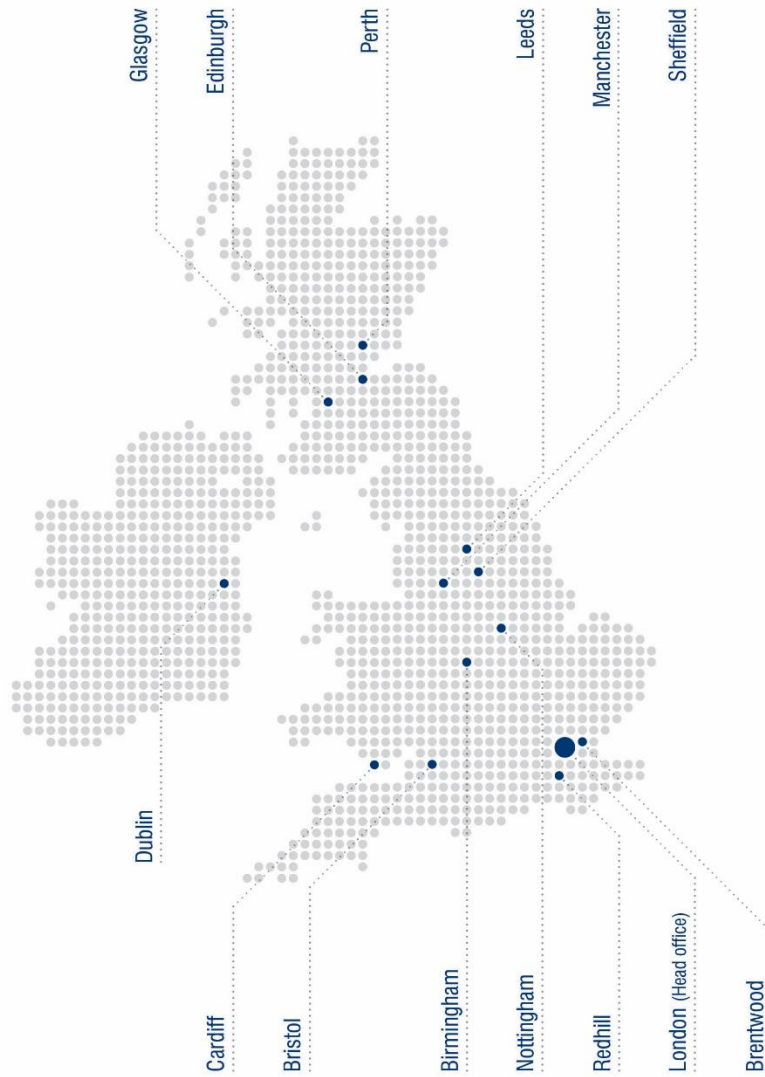 Glasgow
Edinburgh
Perth
Leeds
Manchester
Sheffield
Dublin
Cardiff
Bristol
Birmingham
Nottingham
Redhill
London (Head office)
Brentwood